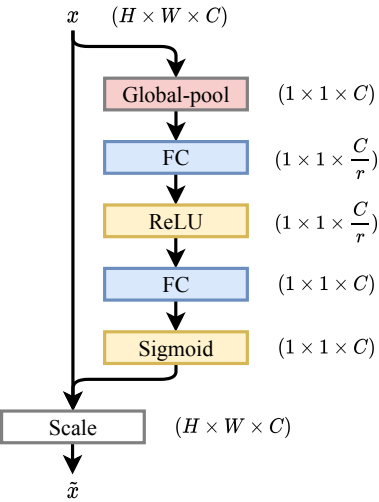 x (H × W × C)
Global-pool (1 × 1 × C)
FC (1 × 1 × C/r)
ReLU (1 × 1 × C/r)
FC (1 × 1 × C)
Sigmoid (1 × 1 × C)
Scale (H × W × C)
x̃